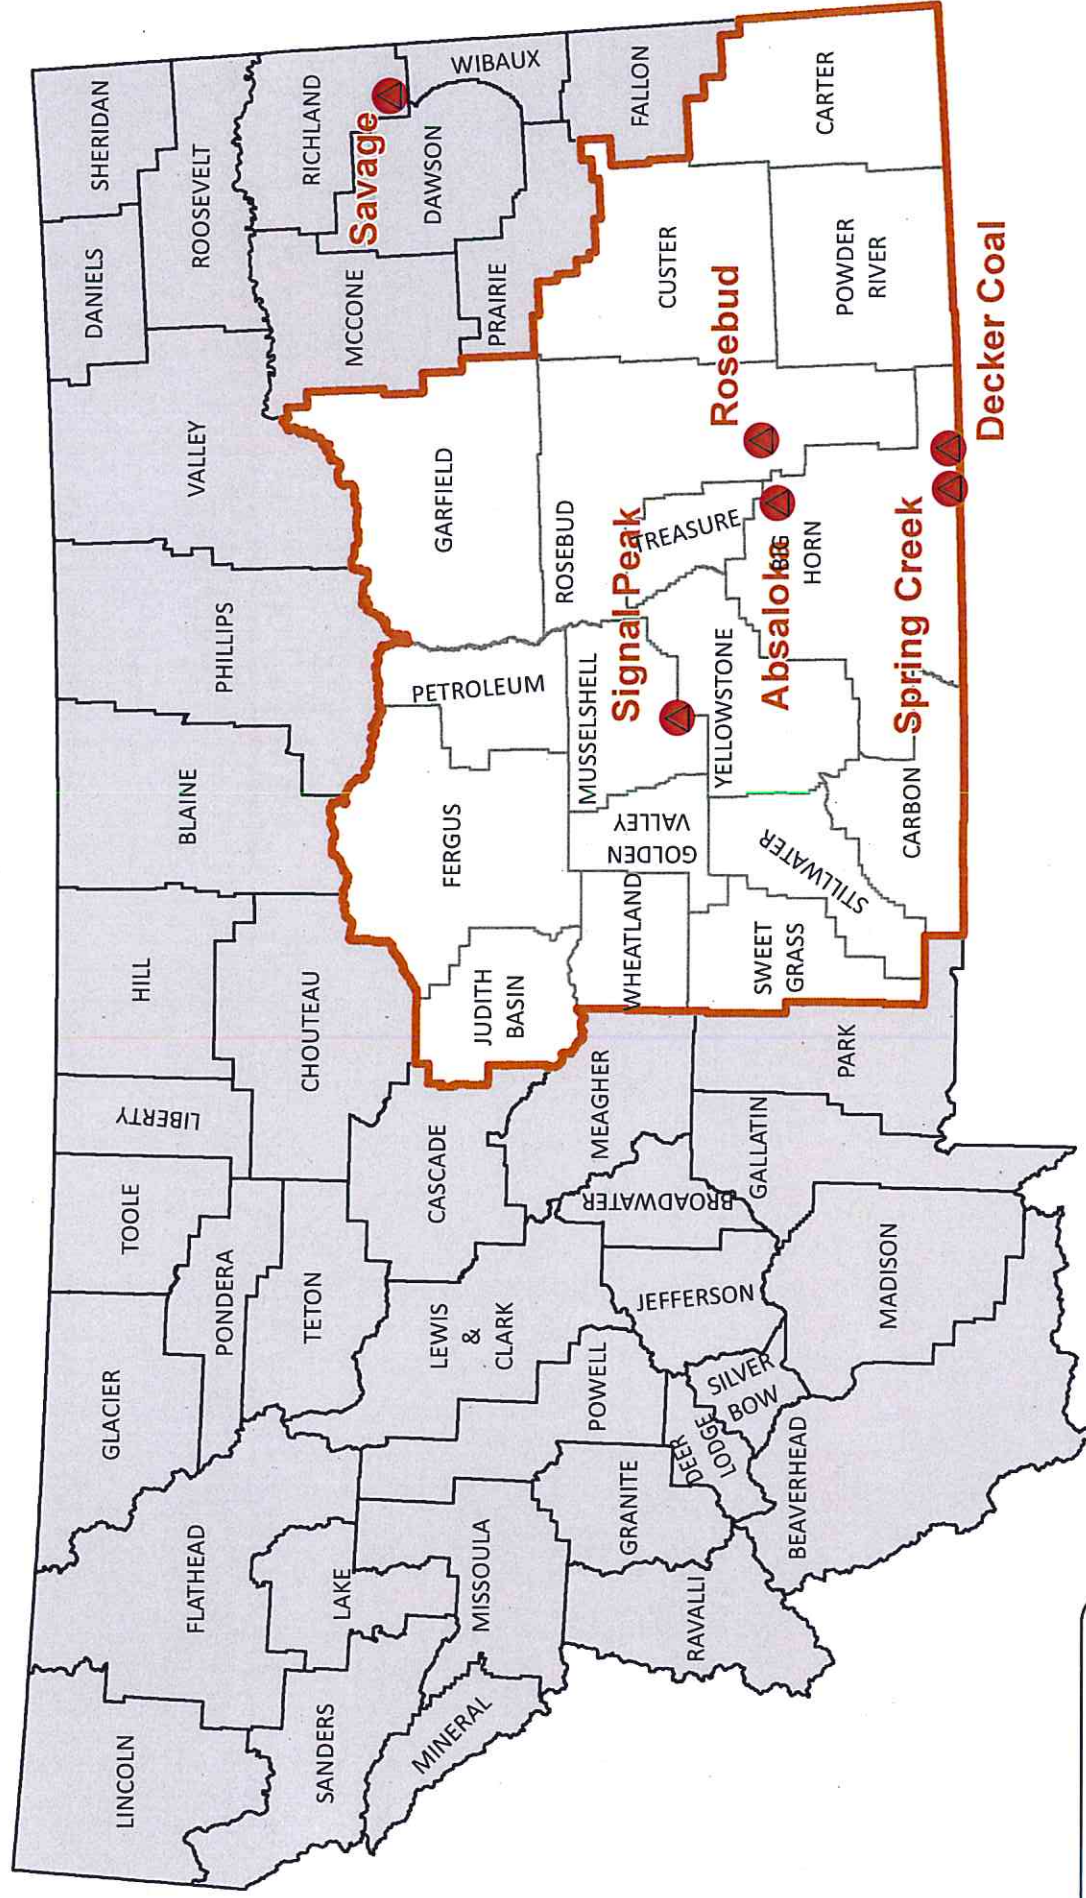 LINCOLN
FLATHEAD
GLACIER
TOOLE
LIBERTY
HILL
BLAINE
PHILLIPS
VALLEY
DANIELS
SHERIDAN
ROOSEVELT
SANDERS
LAKE
PONDERA
TETON
CHOUTEAU
RICHLAND
Savage
MCCONE
DAWSON
WIBAUX
MINERAL
MISSOULA
LEWIS
&
CLARK
CASCADE
JUDITH
BASIN
FERGUS
PETROLEUM
GARFIELD
PRAIRIE
FALLON
POWELL
GRANITE
RAVALLI
DEER
LODGE
SILVER
BOW
JEFFERSON
BROADWATER
MEAGHER
WHEATLAND
GOLDEN
VALLEY
MUSSELSHELL
Signal Peak
ROSEBUD
TREASURE
CUSTER
Rosebud
BEAVERHEAD
MADISON
GALLATIN
PARK
SWEET
GRASS
STILLWATER
YELLOWSTONE
Absaloka
BIG
HORN
CARBON
Spring Creek
POWDER
RIVER
CARTER
Decker Coal